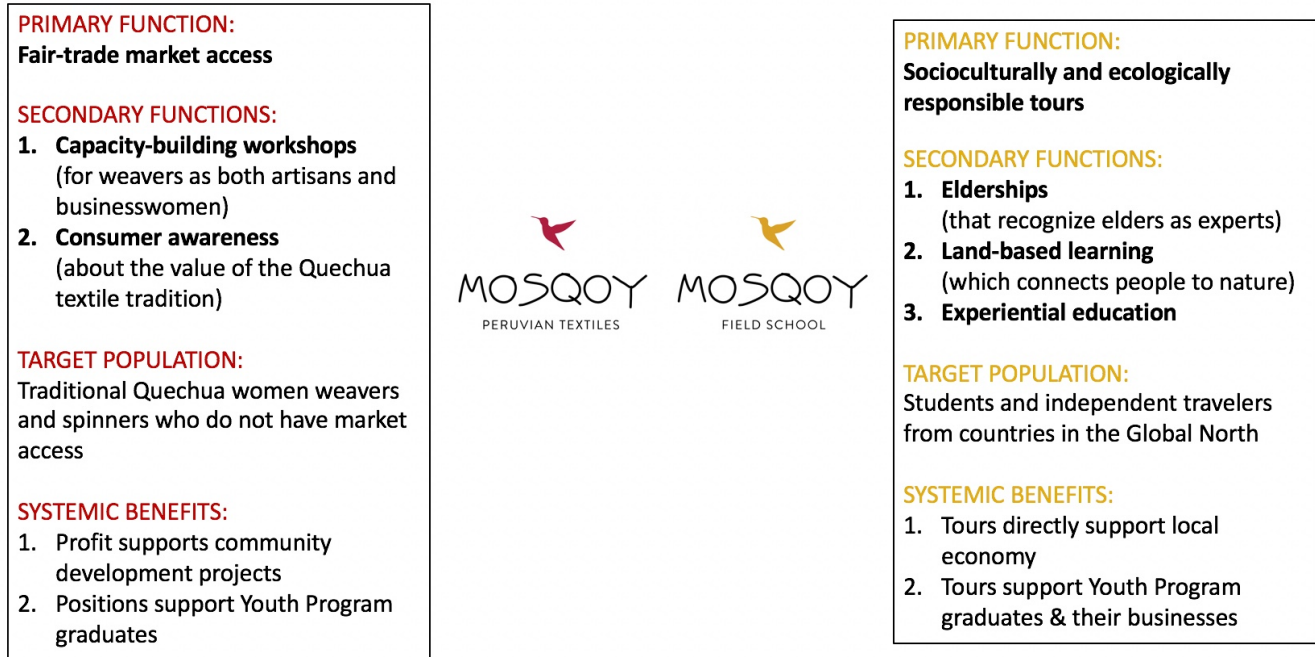 PRIMARY FUNCTION:
Fair-trade market access
SECONDARY FUNCTIONS:
1. Capacity-building workshops
(for weavers as both artisans and
businesswomen)
2. Consumer awareness
(about the value of the Quechua
textile tradition)
TARGET POPULATION:
Traditional Quechua women weavers
and spinners who do not have market
access
SYSTEMIC BENEFITS:
1. Profit supports community
development projects
2. Positions support Youth Program
graduates
MOSQOY
PERUVIAN TEXTILES
MOSQOY
FIELD SCHOOL
PRIMARY FUNCTION:
Socioculturally and ecologically
responsible tours
SECONDARY FUNCTIONS:
1. Elderships
(that recognize elders as experts)
2. Land-based learning
(which connects people to nature)
3. Experiential education
TARGET POPULATION:
Students and independent travelers
from countries in the Global North
SYSTEMIC BENEFITS:
1. Tours directly support local
economy
2. Tours support Youth Program
graduates & their businesses